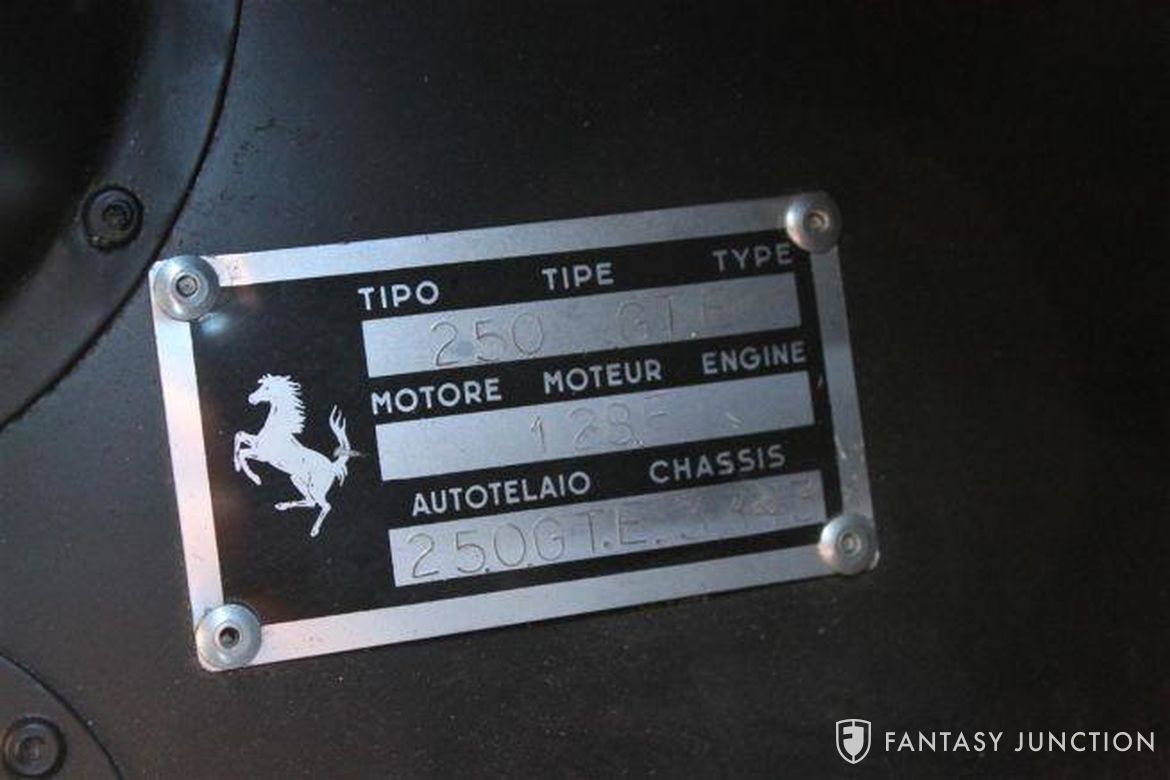 TIPO TIPE TYPE
250 GT.E
MOTORE MOTEUR ENGINE
128F
AUTOTELAIO CHASSIS
250GT.E.
FANTASY JUNCTION